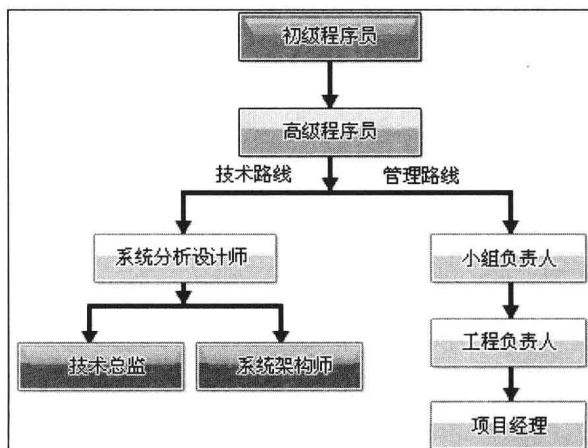 初级程序员
高级程序员
技术路线
管理路线
系统分析设计师
小组负责人
技术总监
系统架构师
工程负责人
项目经理